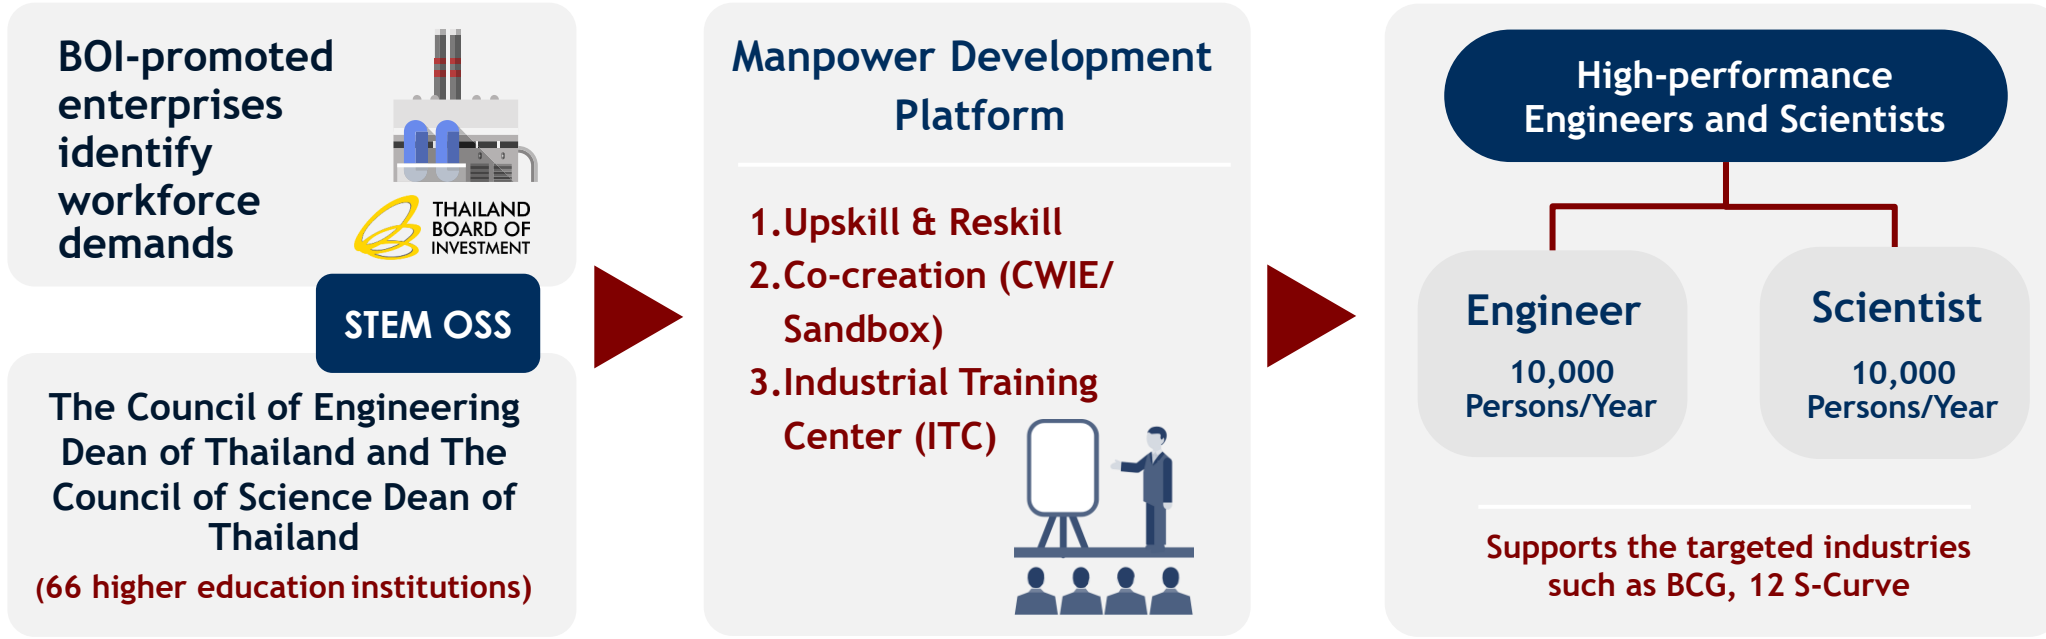 BOI-promoted
enterprises
identify
workforce
demands
THAILAND
BOARD OF
INVESTMENT
STEM OSS
The Council of Engineering
Dean of Thailand and The
Council of Science Dean of
Thailand
(66 higher education institutions)
Manpower Development
Platform
1.Upskill & Reskill
2.Co-creation (CWIE/
Sandbox)
3.Industrial Training
Center (ITC)
High-performance
Engineers and Scientists
Engineer
10,000
Persons/Year
Scientist
10,000
Persons/Year
Supports the targeted industries
such as BCG, 12 S-Curve